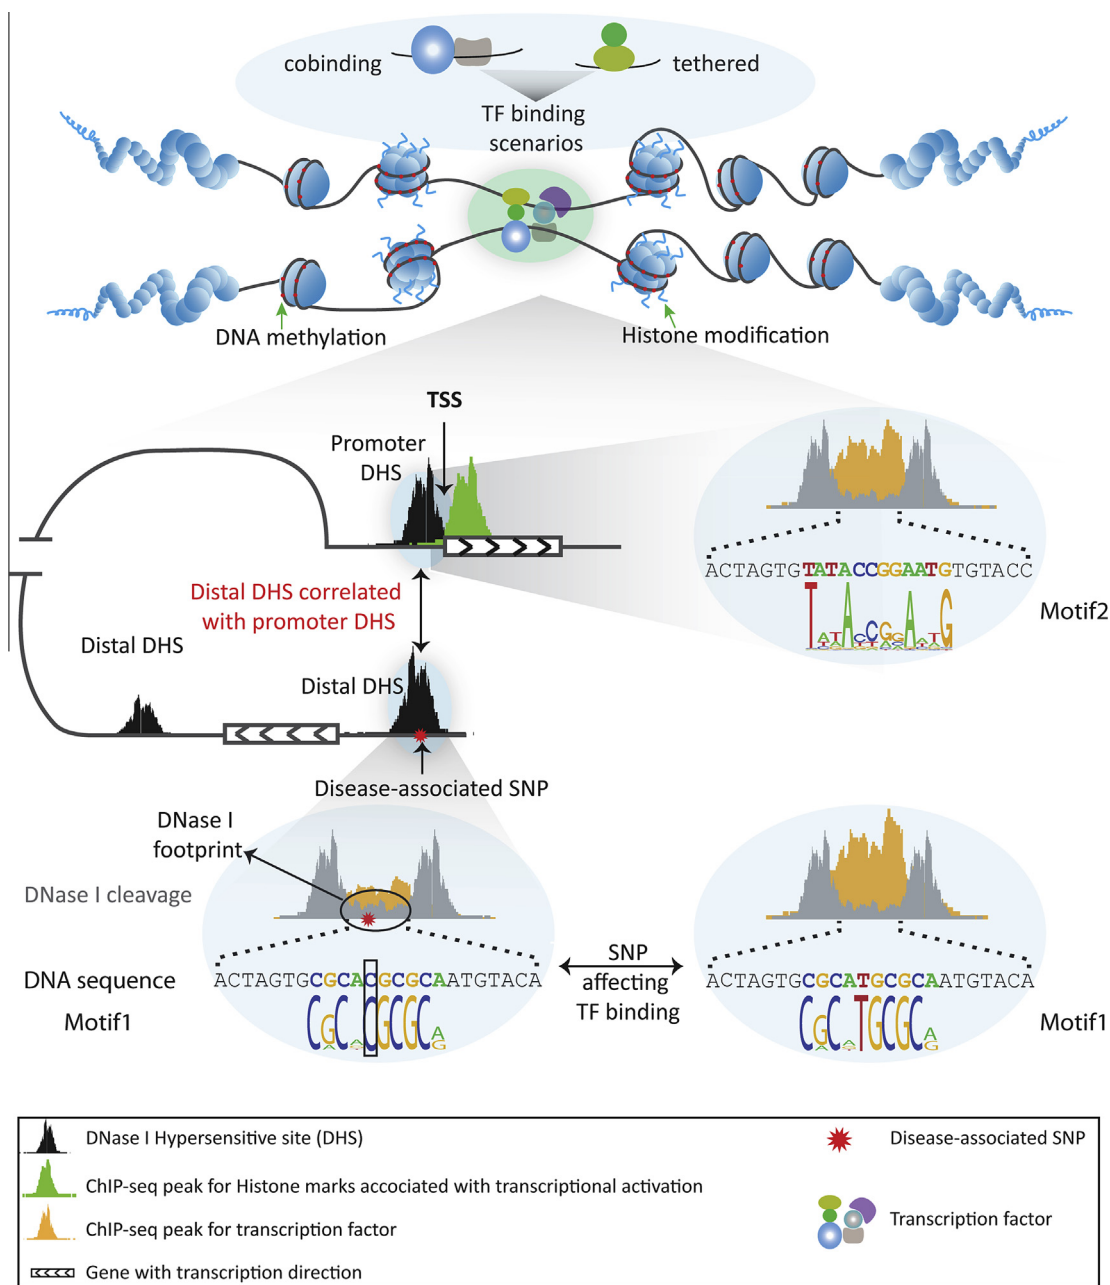 cobinding
tethered
TF binding
scenarios
DNA methylation
Histone modification
TSS
Promoter
DHS
ACTAGTGTATACCGGAATGTGTACC
Motif2
Distal DHS correlated
with promoter DHS
Distal DHS
Distal DHS
Disease-associated SNP
DNase I
footprint
DNase I cleavage
DNA sequence
ACTAGTGCGCACGCGCAATGTACA
Motif1
SNP
affecting
TF binding
ACTAGTGCGCATGCGCAATGTACA
Motif1
DNase I Hypersensitive site (DHS)
Disease-associated SNP
ChIP-seq peak for Histone marks accociated with transcriptional activation
ChIP-seq peak for transcription factor
Transcription factor
Gene with transcription direction